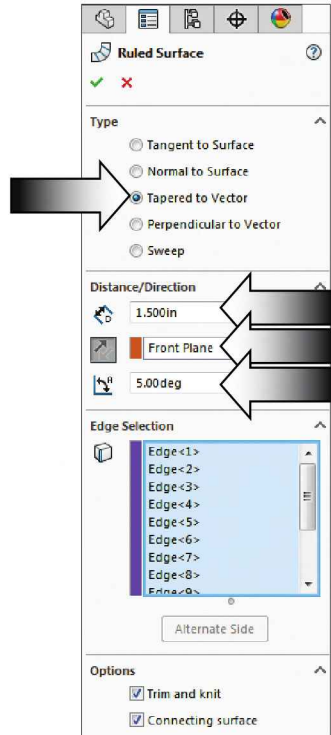 Ruled Surface
Type
Tangent to Surface
Normal to Surface
Tapered to Vector
Perpendicular to Vector
Sweep
Distance/Direction
1.500in
Front Plane
5.00deg
Edge Selection
Edge<1>
Edge<2>
Edge<3>
Edge<4>
Edge<5>
Edge<6>
Edge<7>
Edge<8>
Edge<9>
Alternate Side
Options
Trim and knit
Connecting surface